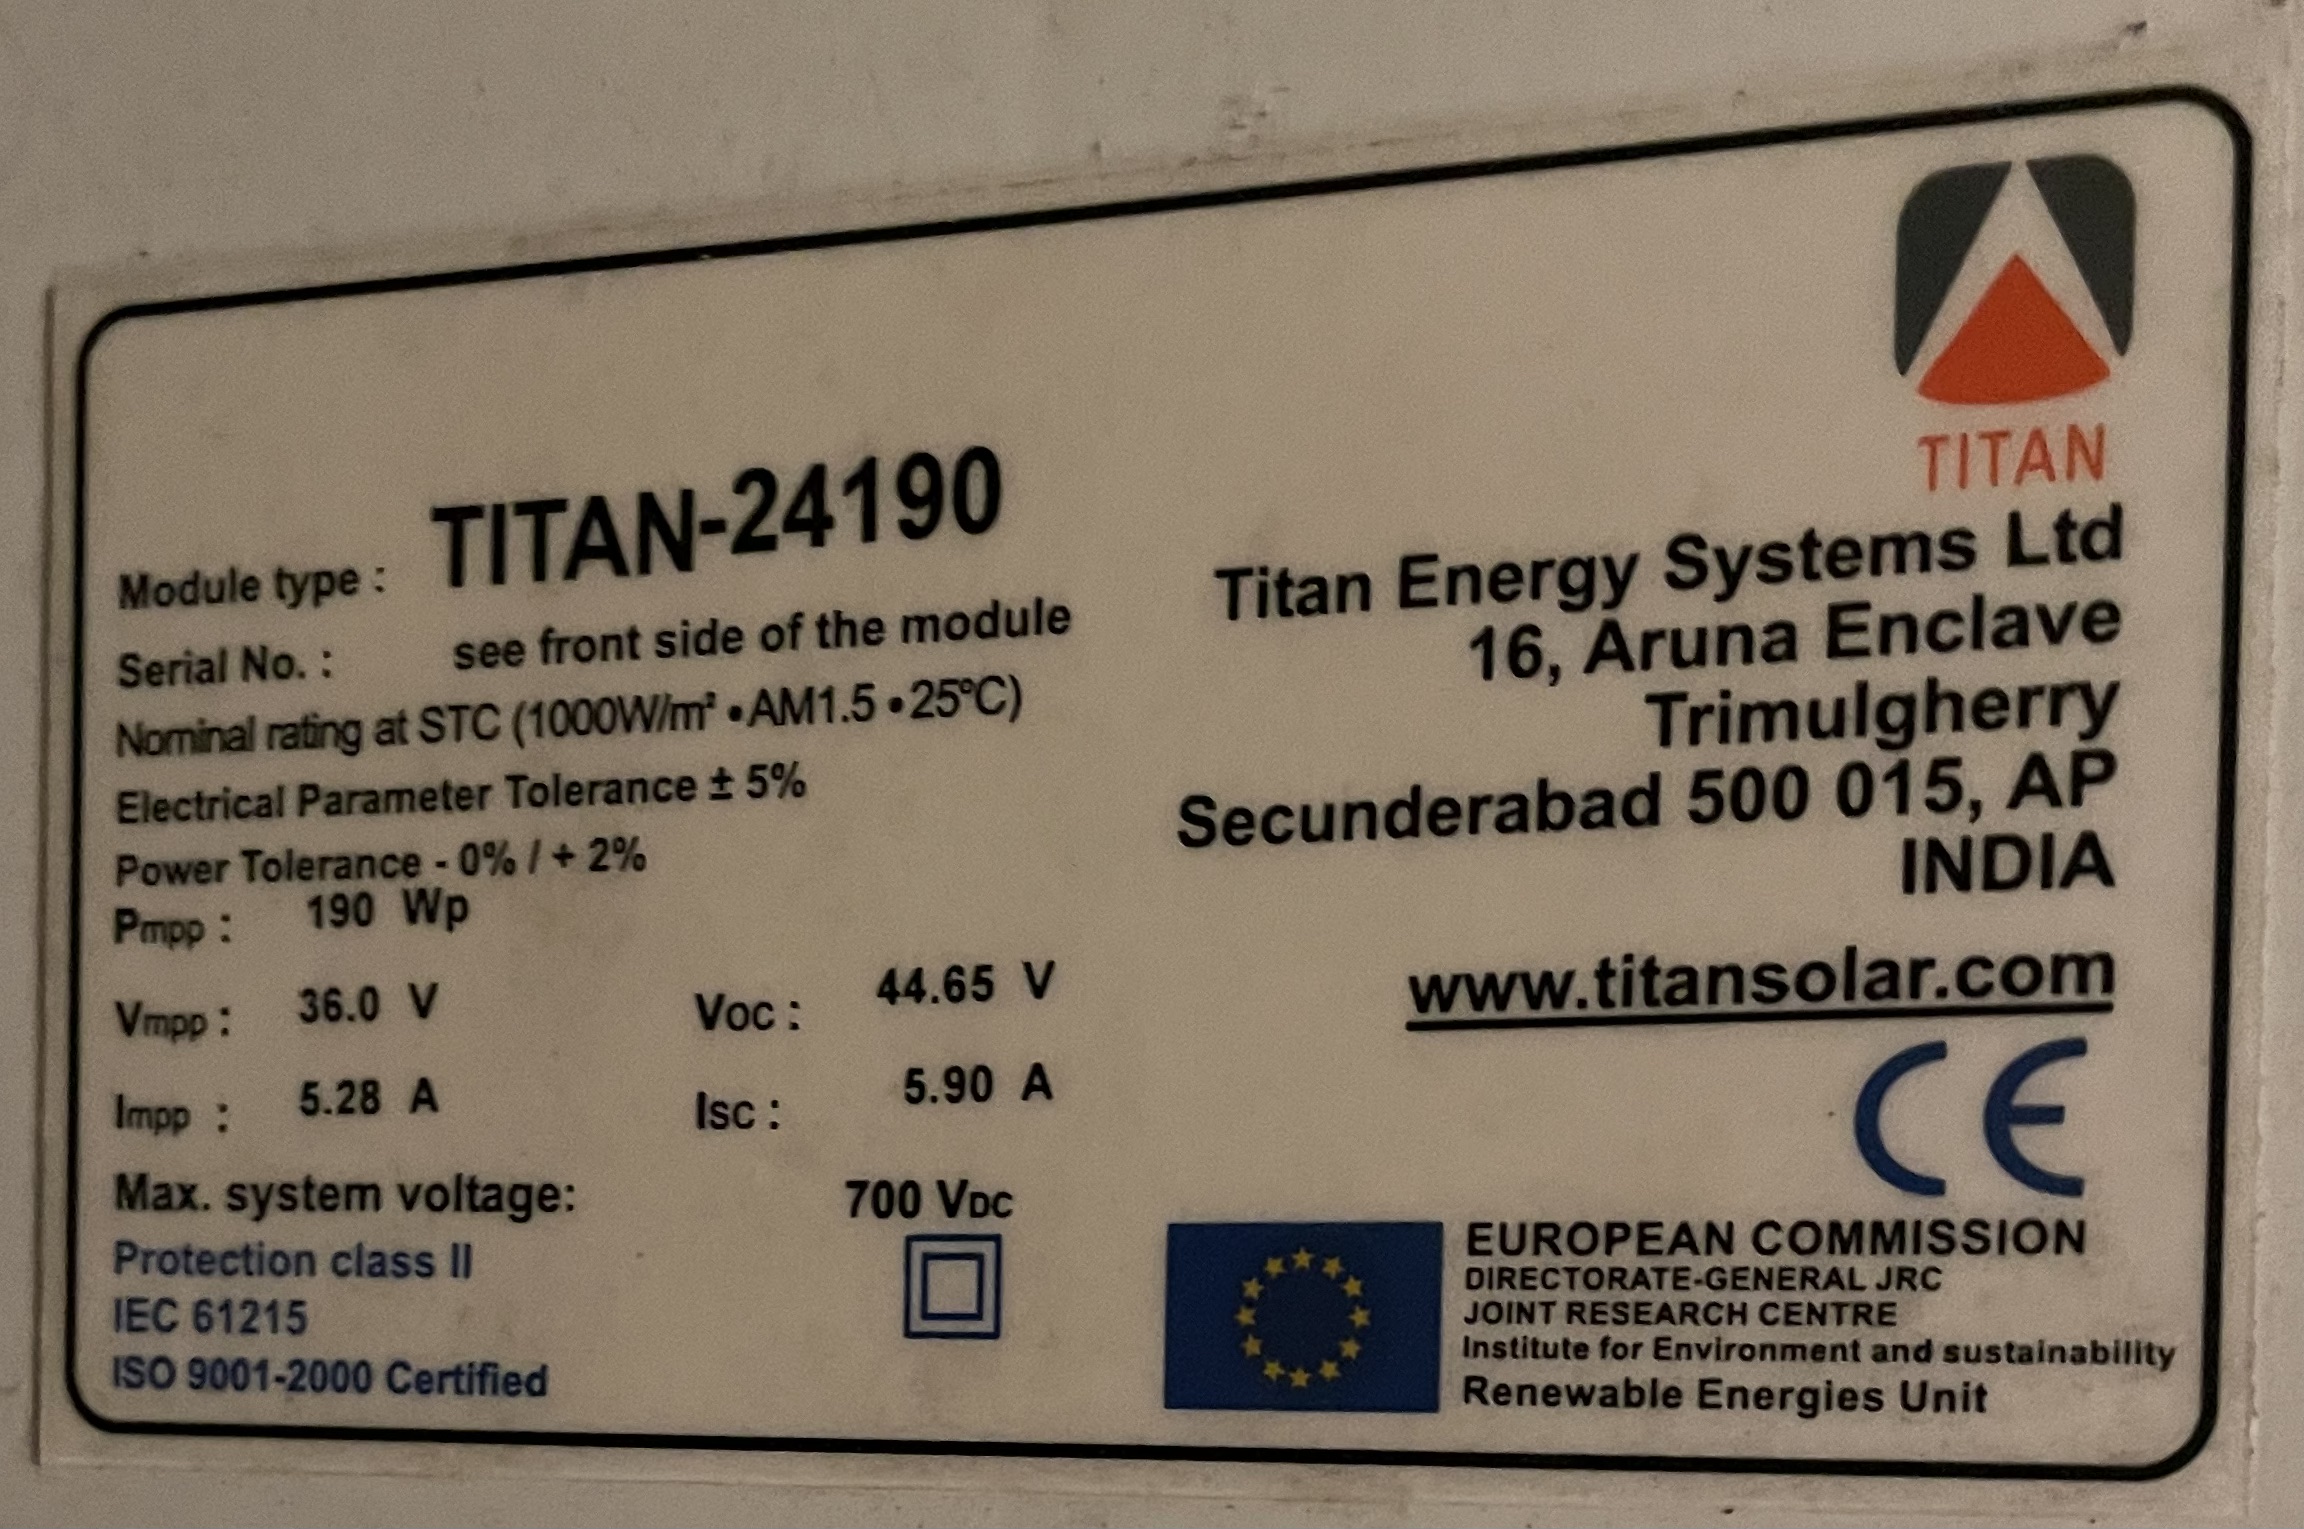 TITAN
Module type : TITAN-24190
Serial No. : see front side of the module
Nominal rating at STC (1000W/m² •AM1.5 •25ºC)
Electrical Parameter Tolerance ± 5%
Power Tolerance - 0% / + 2%
Pmpp : 190 Wp
Vmpp : 36.0 V Voc : 44.65 V
Impp : 5.28 A Isc : 5.90 A
Max. system voltage: 700 VDC
Protection class II
IEC 61215
ISO 9001-2000 Certified
Titan Energy Systems Ltd
16, Aruna Enclave
Trimulgherry
Secunderabad 500 015, AP
INDIA
www.titansolar.com
CE
EUROPEAN COMMISSION
DIRECTORATE-GENERAL JRC
JOINT RESEARCH CENTRE
Institute for Environment and sustainability
Renewable Energies Unit